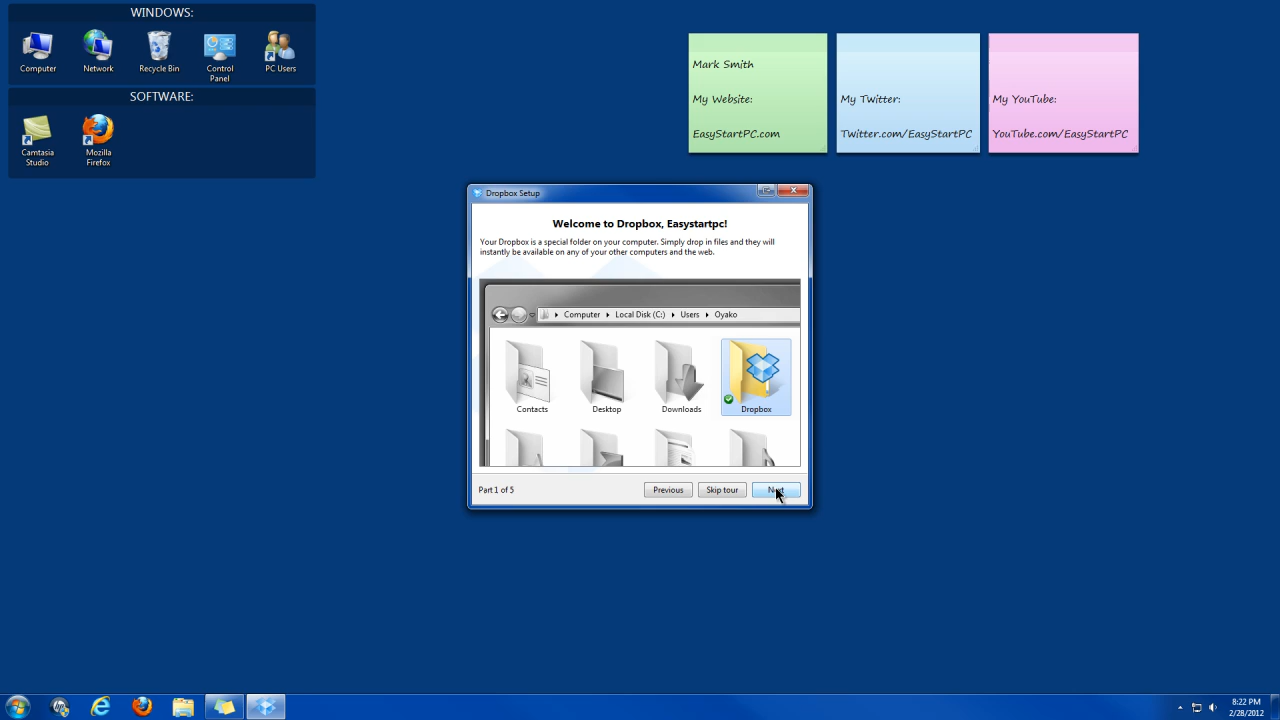 WINDOWS:
Computer
Network
Recycle Bin
Control
Panel
PC Users
SOFTWARE:
Camtasia
Studio
Mozilla
Firefox
Mark Smith
My Website:
EasyStartPC.com
My Twitter:
Twitter.com/EasyStartPC
My YouTube:
YouTube.com/EasyStartPC
Dropbox Setup
Welcome to Dropbox, Easystartpc!
Your Dropbox is a special folder on your computer. Simply drop in files and they will
instantly be available on any of your other computers and the web.
Computer
Local Disk (C:)
Users
Oyako
Contacts
Desktop
Downloads
Dropbox
Part 1 of 5
Previous
Skip tour
Next
8:22 PM
2/28/2012